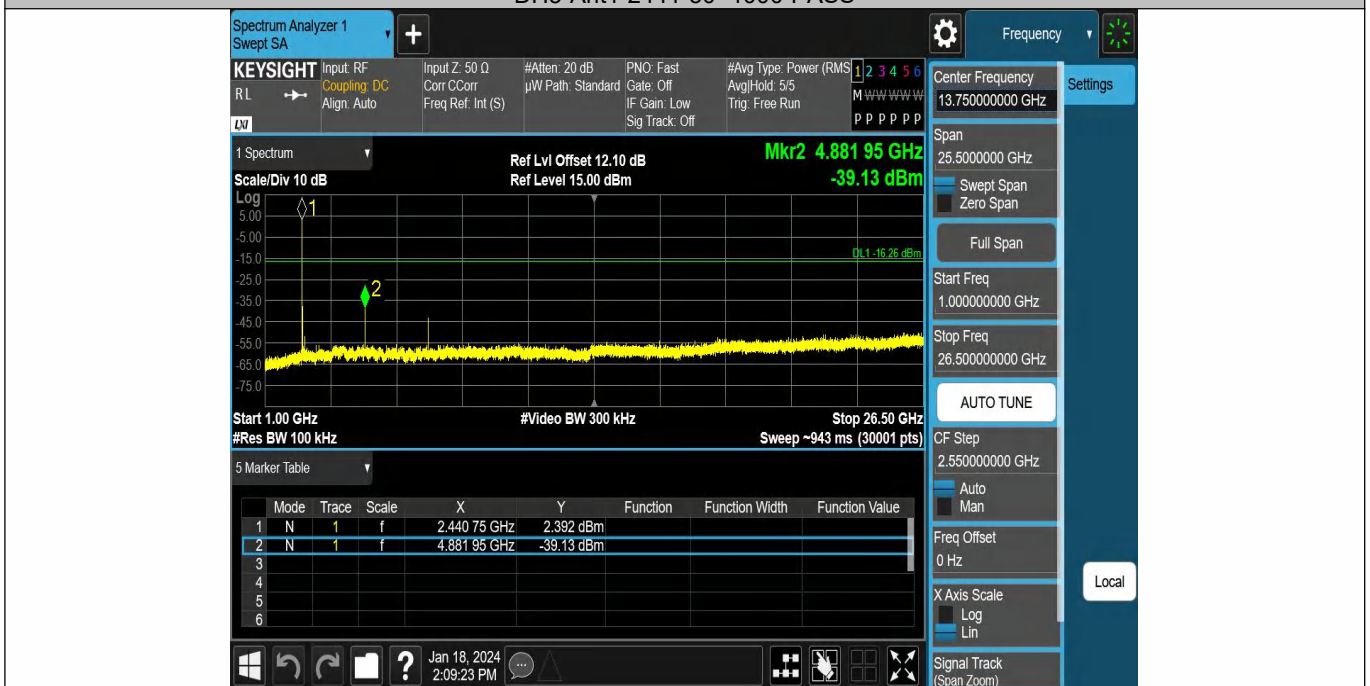 Spectrum Analyzer 1
Swept SA
+
Frequency
KEYSIGHT
RL
LXI
Input: RF
Coupling: DC
Align: Auto
Input Z: 50 Ω
Corr CCorr
Freq Ref: Int (S)
#Atten: 20 dB
µW Path: Standard
PNO: Fast
Gate: Off
IF Gain: Low
Sig Track: Off
#Avg Type: Power (RMS
Avg|Hold: 5/5
Trig: Free Run
1 2 3 4 5 6
M W W W W W
P P P P P P
1 Spectrum
Scale/Div 10 dB
Ref Lvl Offset 12.10 dB
Ref Level 15.00 dBm
Mkr2 4.881 95 GHz
-39.13 dBm
Log
5.00
-5.00
-15.0
-25.0
-35.0
-45.0
-55.0
-65.0
-75.0
1
2
DL1 -16.26 dBm
Start 1.00 GHz
#Video BW 300 kHz
Stop 26.50 GHz
#Res BW 100 kHz
Sweep ~943 ms (30001 pts)
5 Marker Table
Mode Trace Scale X Y Function Function Width Function Value
1 N 1 f 2.440 75 GHz 2.392 dBm
2 N 1 f 4.881 95 GHz -39.13 dBm
3
4
5
6
Jan 18, 2024
2:09:23 PM
Center Frequency
13.750000000 GHz
Settings
Span
25.5000000 GHz
Swept Span
Zero Span
Full Span
Start Freq
1.000000000 GHz
Stop Freq
26.500000000 GHz
AUTO TUNE
CF Step
2.550000000 GHz
Auto
Man
Freq Offset
0 Hz
X Axis Scale
Log
Lin
Local
Signal Track
(Span Zoom)